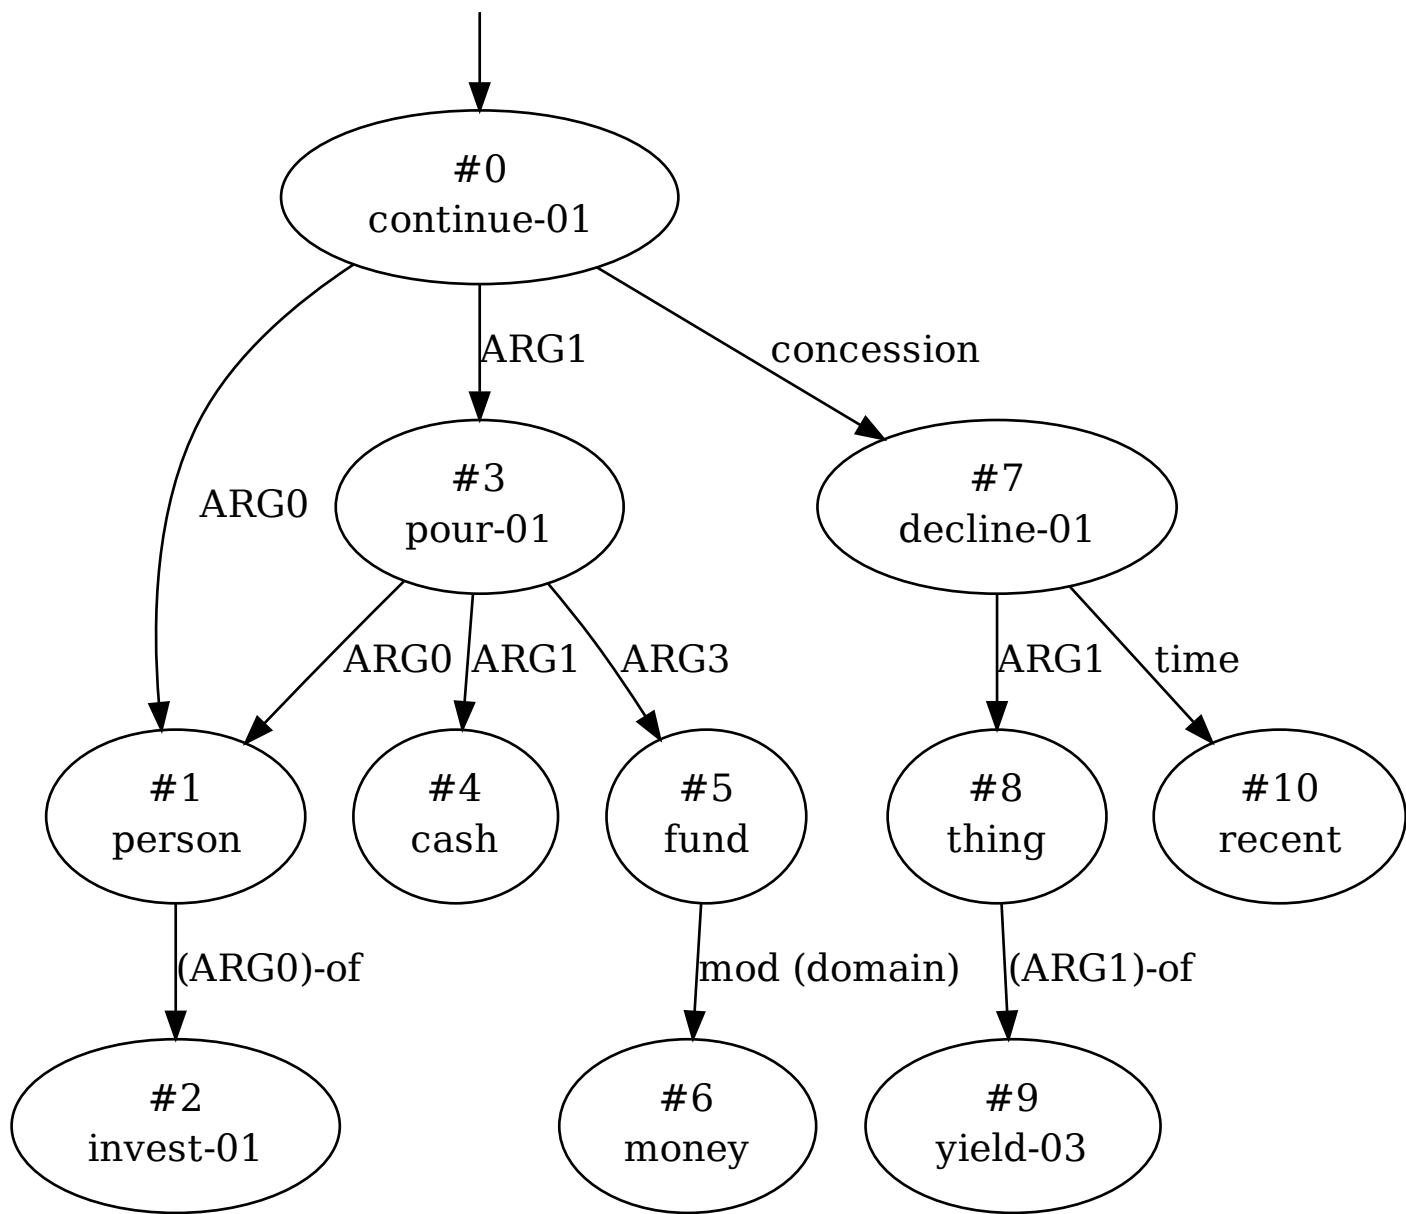 #0
continue-01
ARG1
concession
#3
pour-01
#7
decline-01
ARG0
ARG0
ARG1
ARG3
ARG1
time
#1
person
#4
cash
#5
fund
#8
thing
#10
recent
(ARG0)-of
mod (domain)
(ARG1)-of
#2
invest-01
#6
money
#9
yield-03